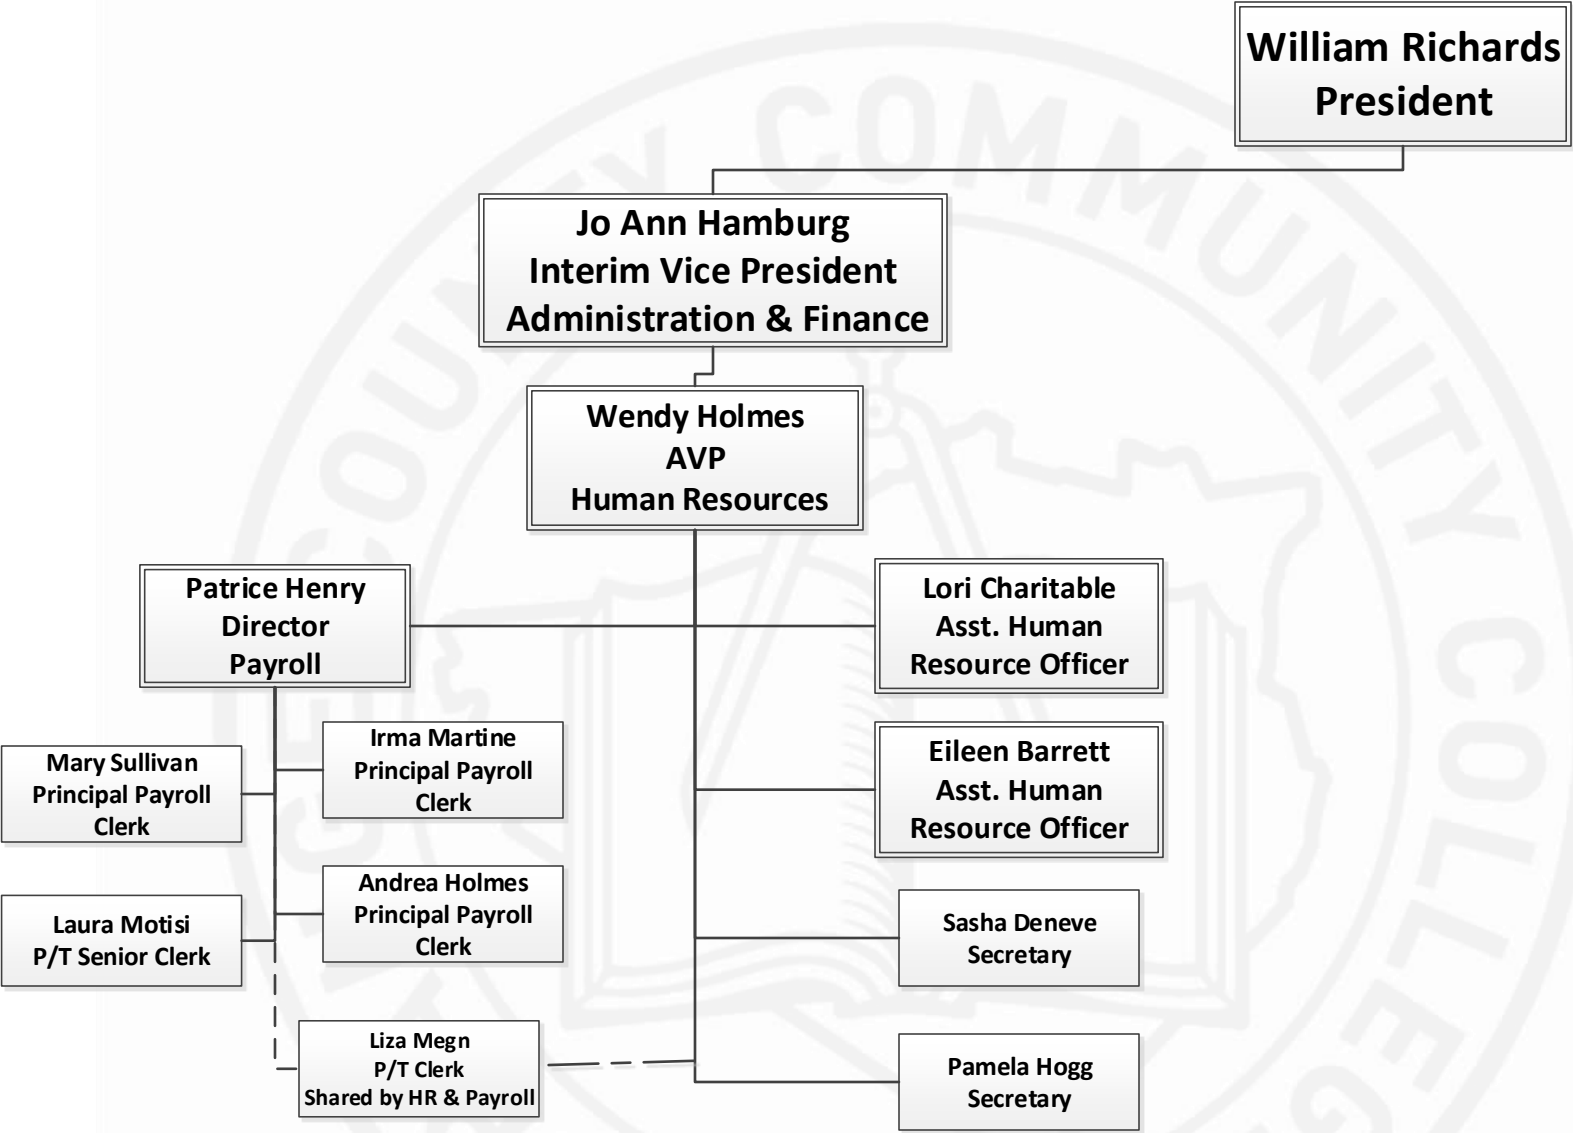 William Richards
President
Jo Ann Hamburg
Interim Vice President
Administration & Finance
Wendy Holmes
AVP
Human Resources
Patrice Henry
Director
Payroll
Lori Charitable
Asst. Human
Resource Officer
Irma Martine
Principal Payroll
Clerk
Mary Sullivan
Principal Payroll
Clerk
Eileen Barrett
Asst. Human
Resource Officer
Andrea Holmes
Principal Payroll
Clerk
Laura Motisi
P/T Senior Clerk
Sasha Deneve
Secretary
Liza Megn
P/T Clerk
Shared by HR & Payroll
Pamela Hogg
Secretary
COUNTY COMMUNITY COLLEGE